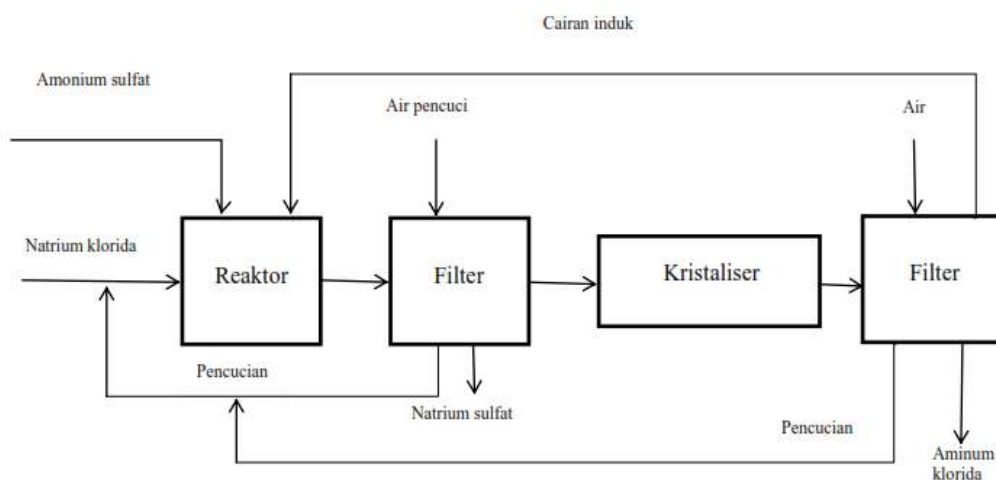 Cairan induk
Amonium sulfat
Air pencuci
Air
Natrium klorida
Reaktor
Filter
Kristaliser
Filter
Pencucian
Natrium sulfat
Pencucian
Aminum
klorida